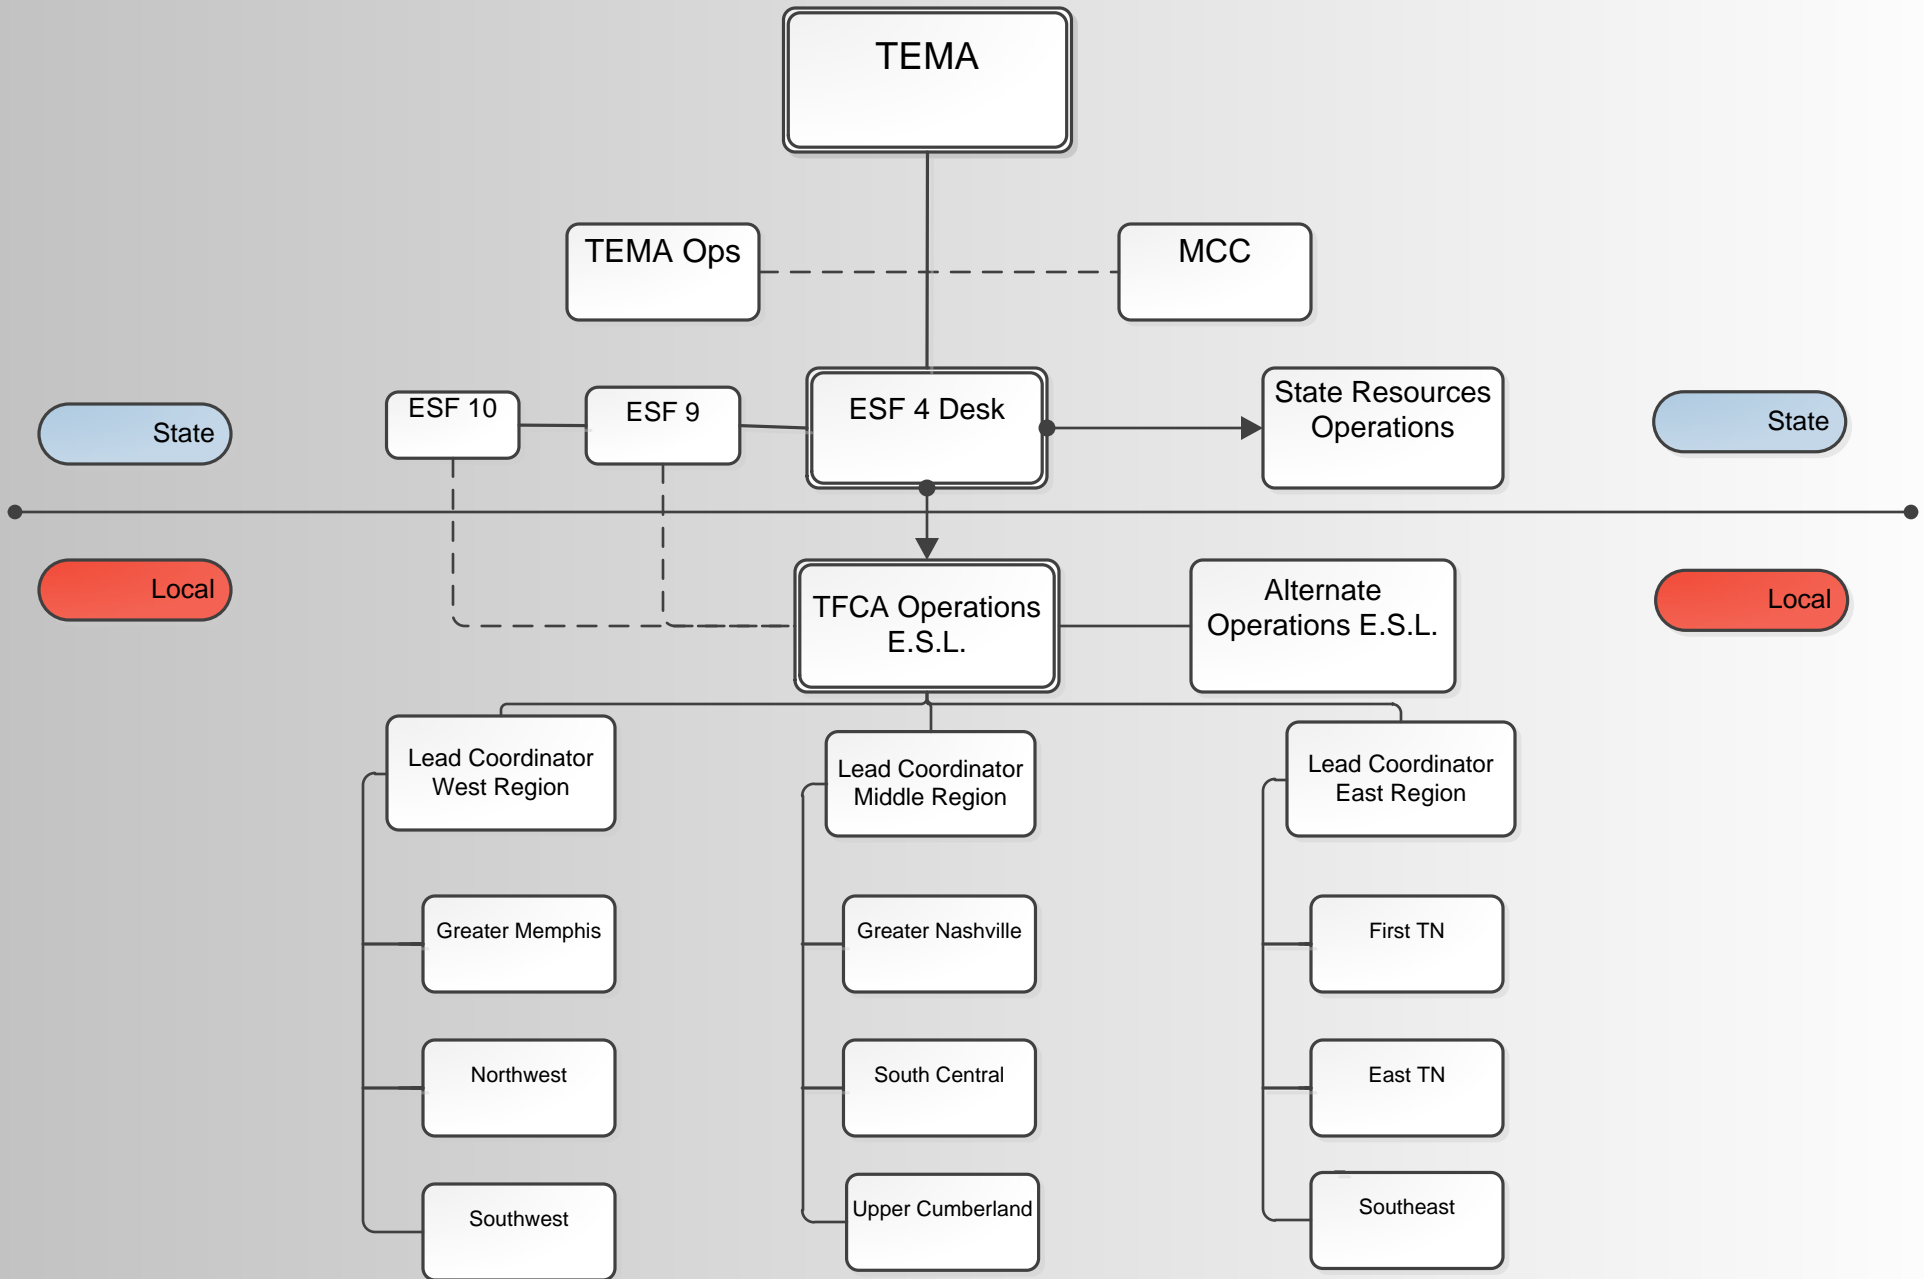 TEMA
TEMA Ops
MCC
ESF 10
ESF 9
ESF 4 Desk
State Resources
Operations
State
State
Local
Local
TFCA Operations
E.S.L.
Alternate
Operations E.S.L.
Lead Coordinator
West Region
Lead Coordinator
Middle Region
Lead Coordinator
East Region
Greater Memphis
Greater Nashville
First TN
Northwest
South Central
East TN
Southwest
Upper Cumberland
Southeast